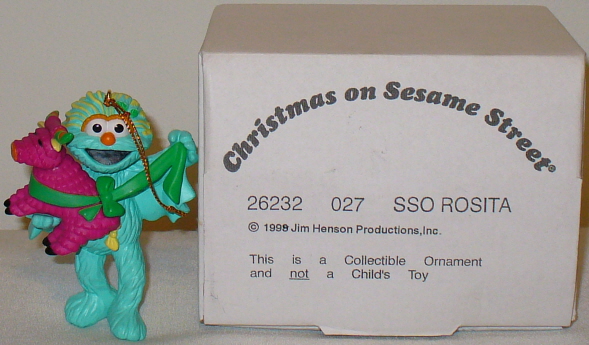 Christmas on Sesame Street®
26232 027 SSO ROSITA
© 1998 Jim Henson Productions,Inc.
This is a Collectible Ornament
and not a Child's Toy